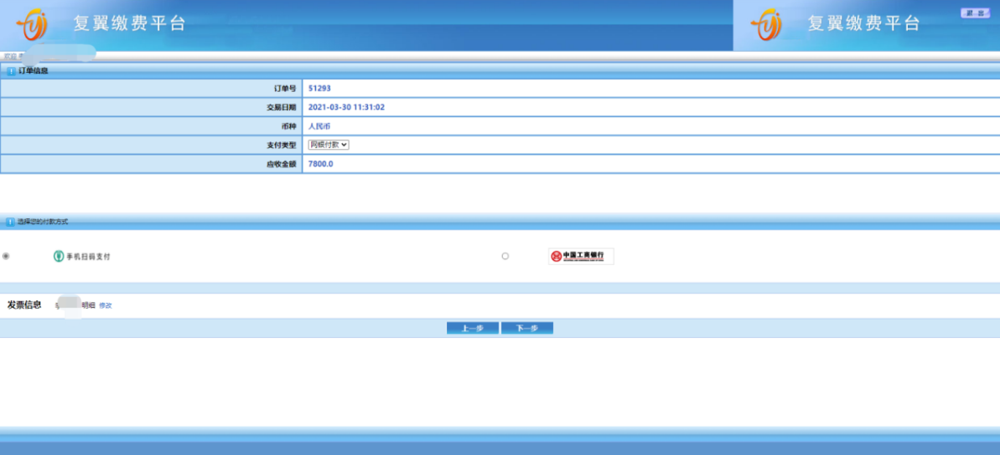 复翼缴费平台
复翼缴费平台
退 出
欢迎
订单信息
订单号 51293
交易日期 2021-03-30 11:31:02
币种 人民币
支付类型 网银付款
应收金额 7800.0
选择您的付款方式
手机扫码支付 中国工商银行
发票信息 明细 修改
上一步 下一步